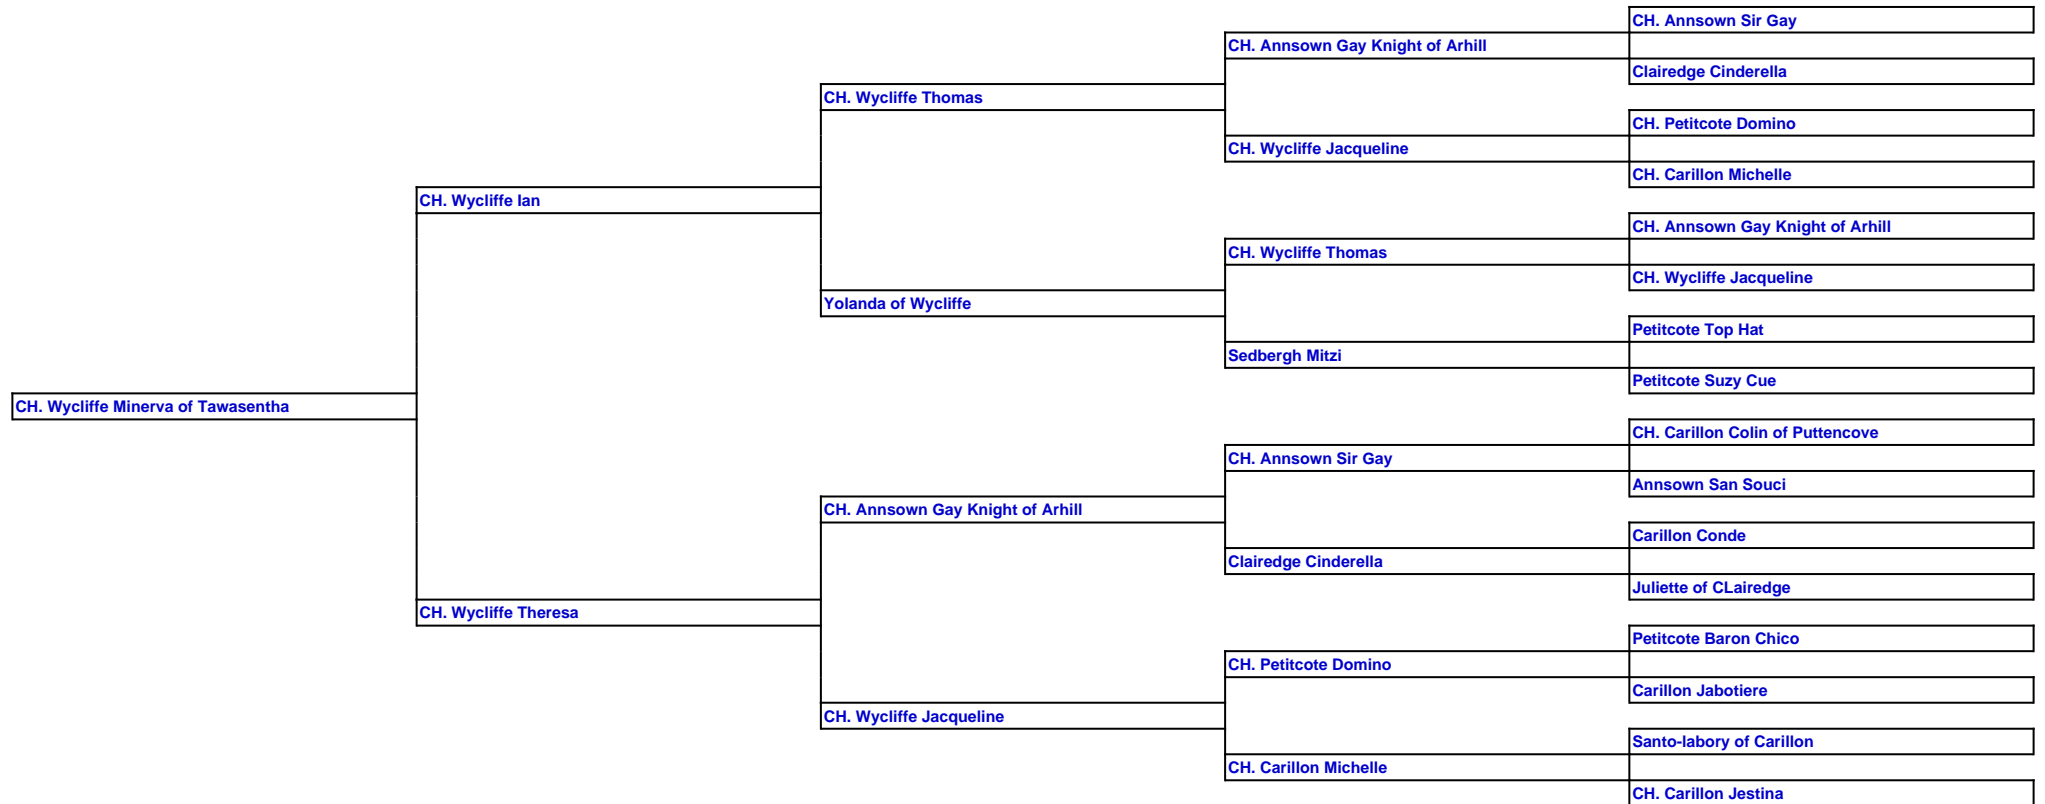 CH. Annsown Sir Gay
CH. Annsown Gay Knight of Arhill
Clairedge Cinderella
CH. Wycliffe Thomas
CH. Petitcote Domino
CH. Wycliffe Jacqueline
CH. Carillon Michelle
CH. Wycliffe Ian
CH. Annsown Gay Knight of Arhill
CH. Wycliffe Thomas
CH. Wycliffe Jacqueline
Yolanda of Wycliffe
Petitcote Top Hat
Sedbergh Mitzi
Petitcote Suzy Cue
CH. Wycliffe Minerva of Tawasentha
CH. Carillon Colin of Puttencove
CH. Annsown Sir Gay
Annsown San Souci
CH. Annsown Gay Knight of Arhill
Carillon Conde
Clairedge Cinderella
Juliette of CLairedge
CH. Wycliffe Theresa
Petitcote Baron Chico
CH. Petitcote Domino
Carillon Jabotiere
CH. Wycliffe Jacqueline
Santo-labory of Carillon
CH. Carillon Michelle
CH. Carillon Jestina